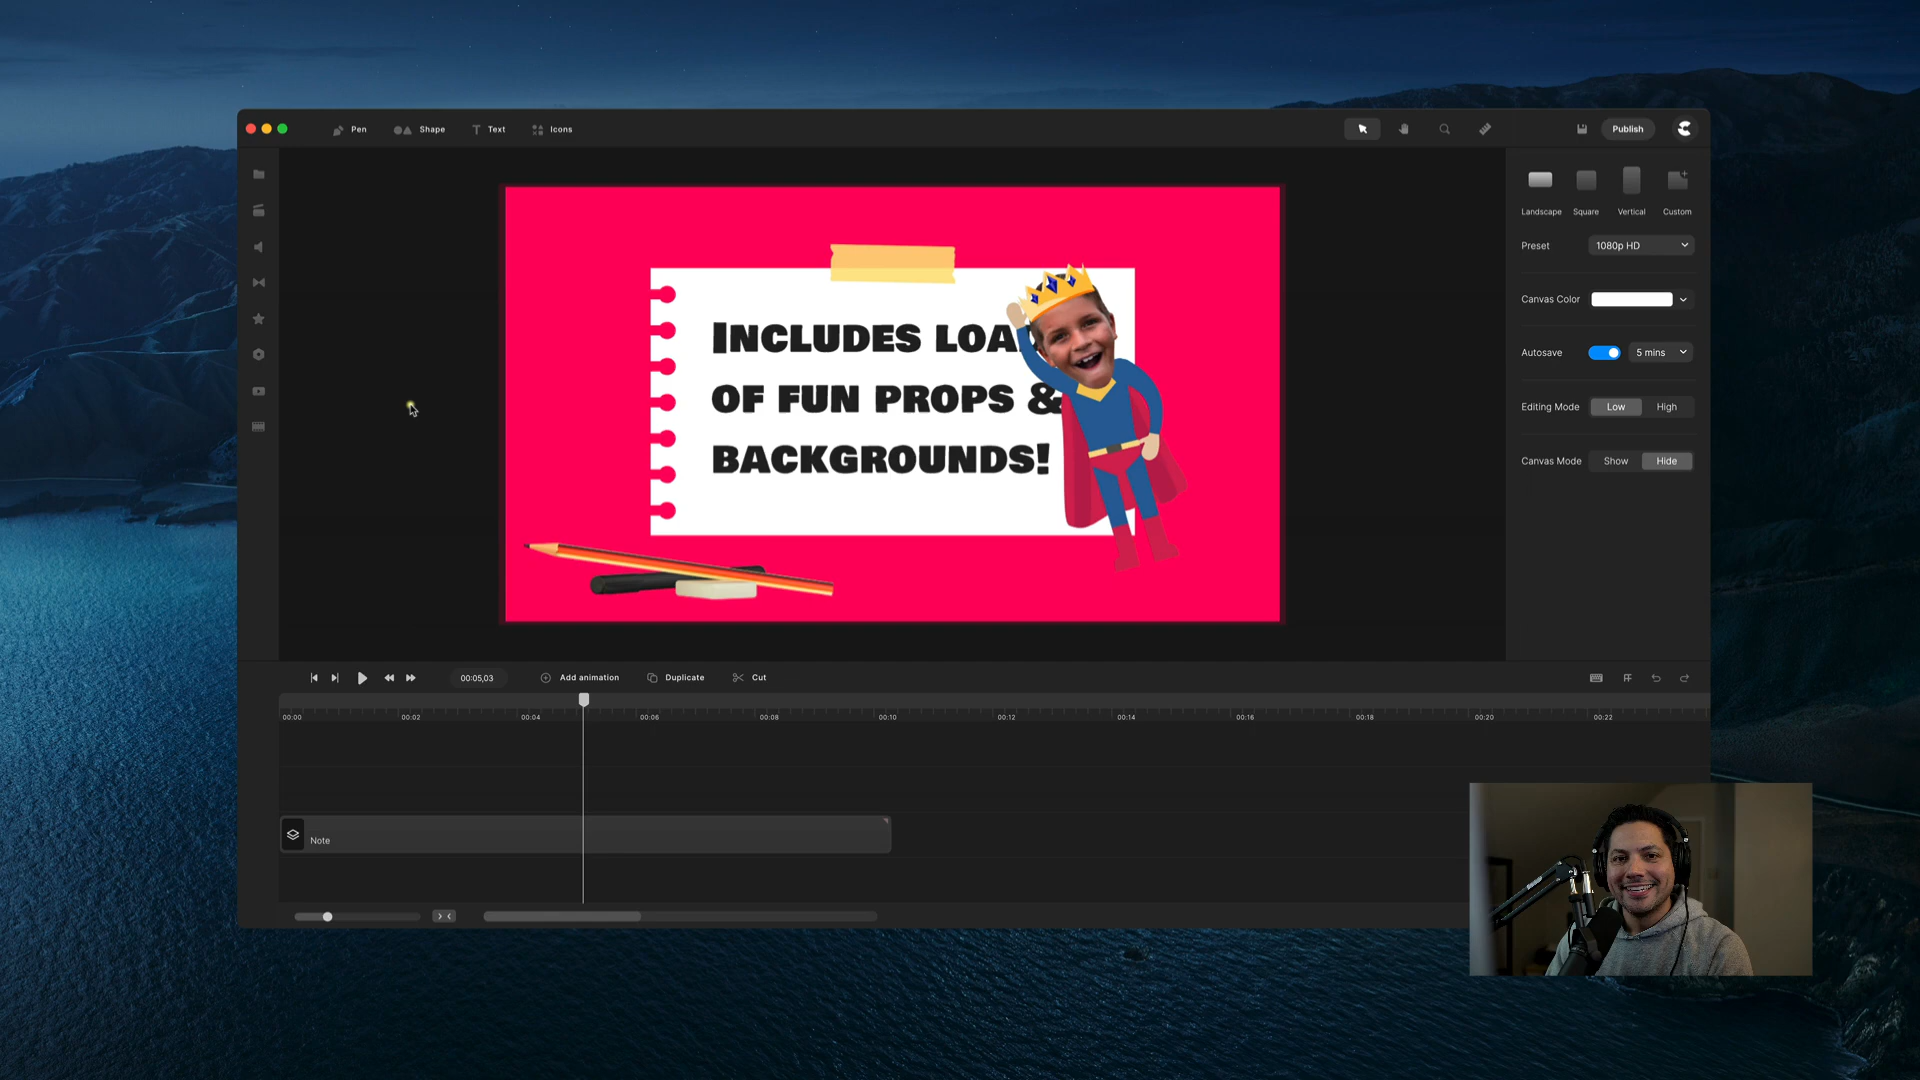 Pen
Shape
Text
Icons
Publish
Landscape
Square
Vertical
Custom
Preset
1080p HD
Canvas Color
Autosave
5 mins
Editing Mode
Low
High
Canvas Mode
Show
Hide
INCLUDES LOA
OF FUN PROPS &
BACKGROUNDS!
00:05,03
Add animation
Duplicate
Cut
00:00
00:02
00:04
00:06
00:08
00:10
00:12
00:14
00:16
00:18
00:20
00:22
Note